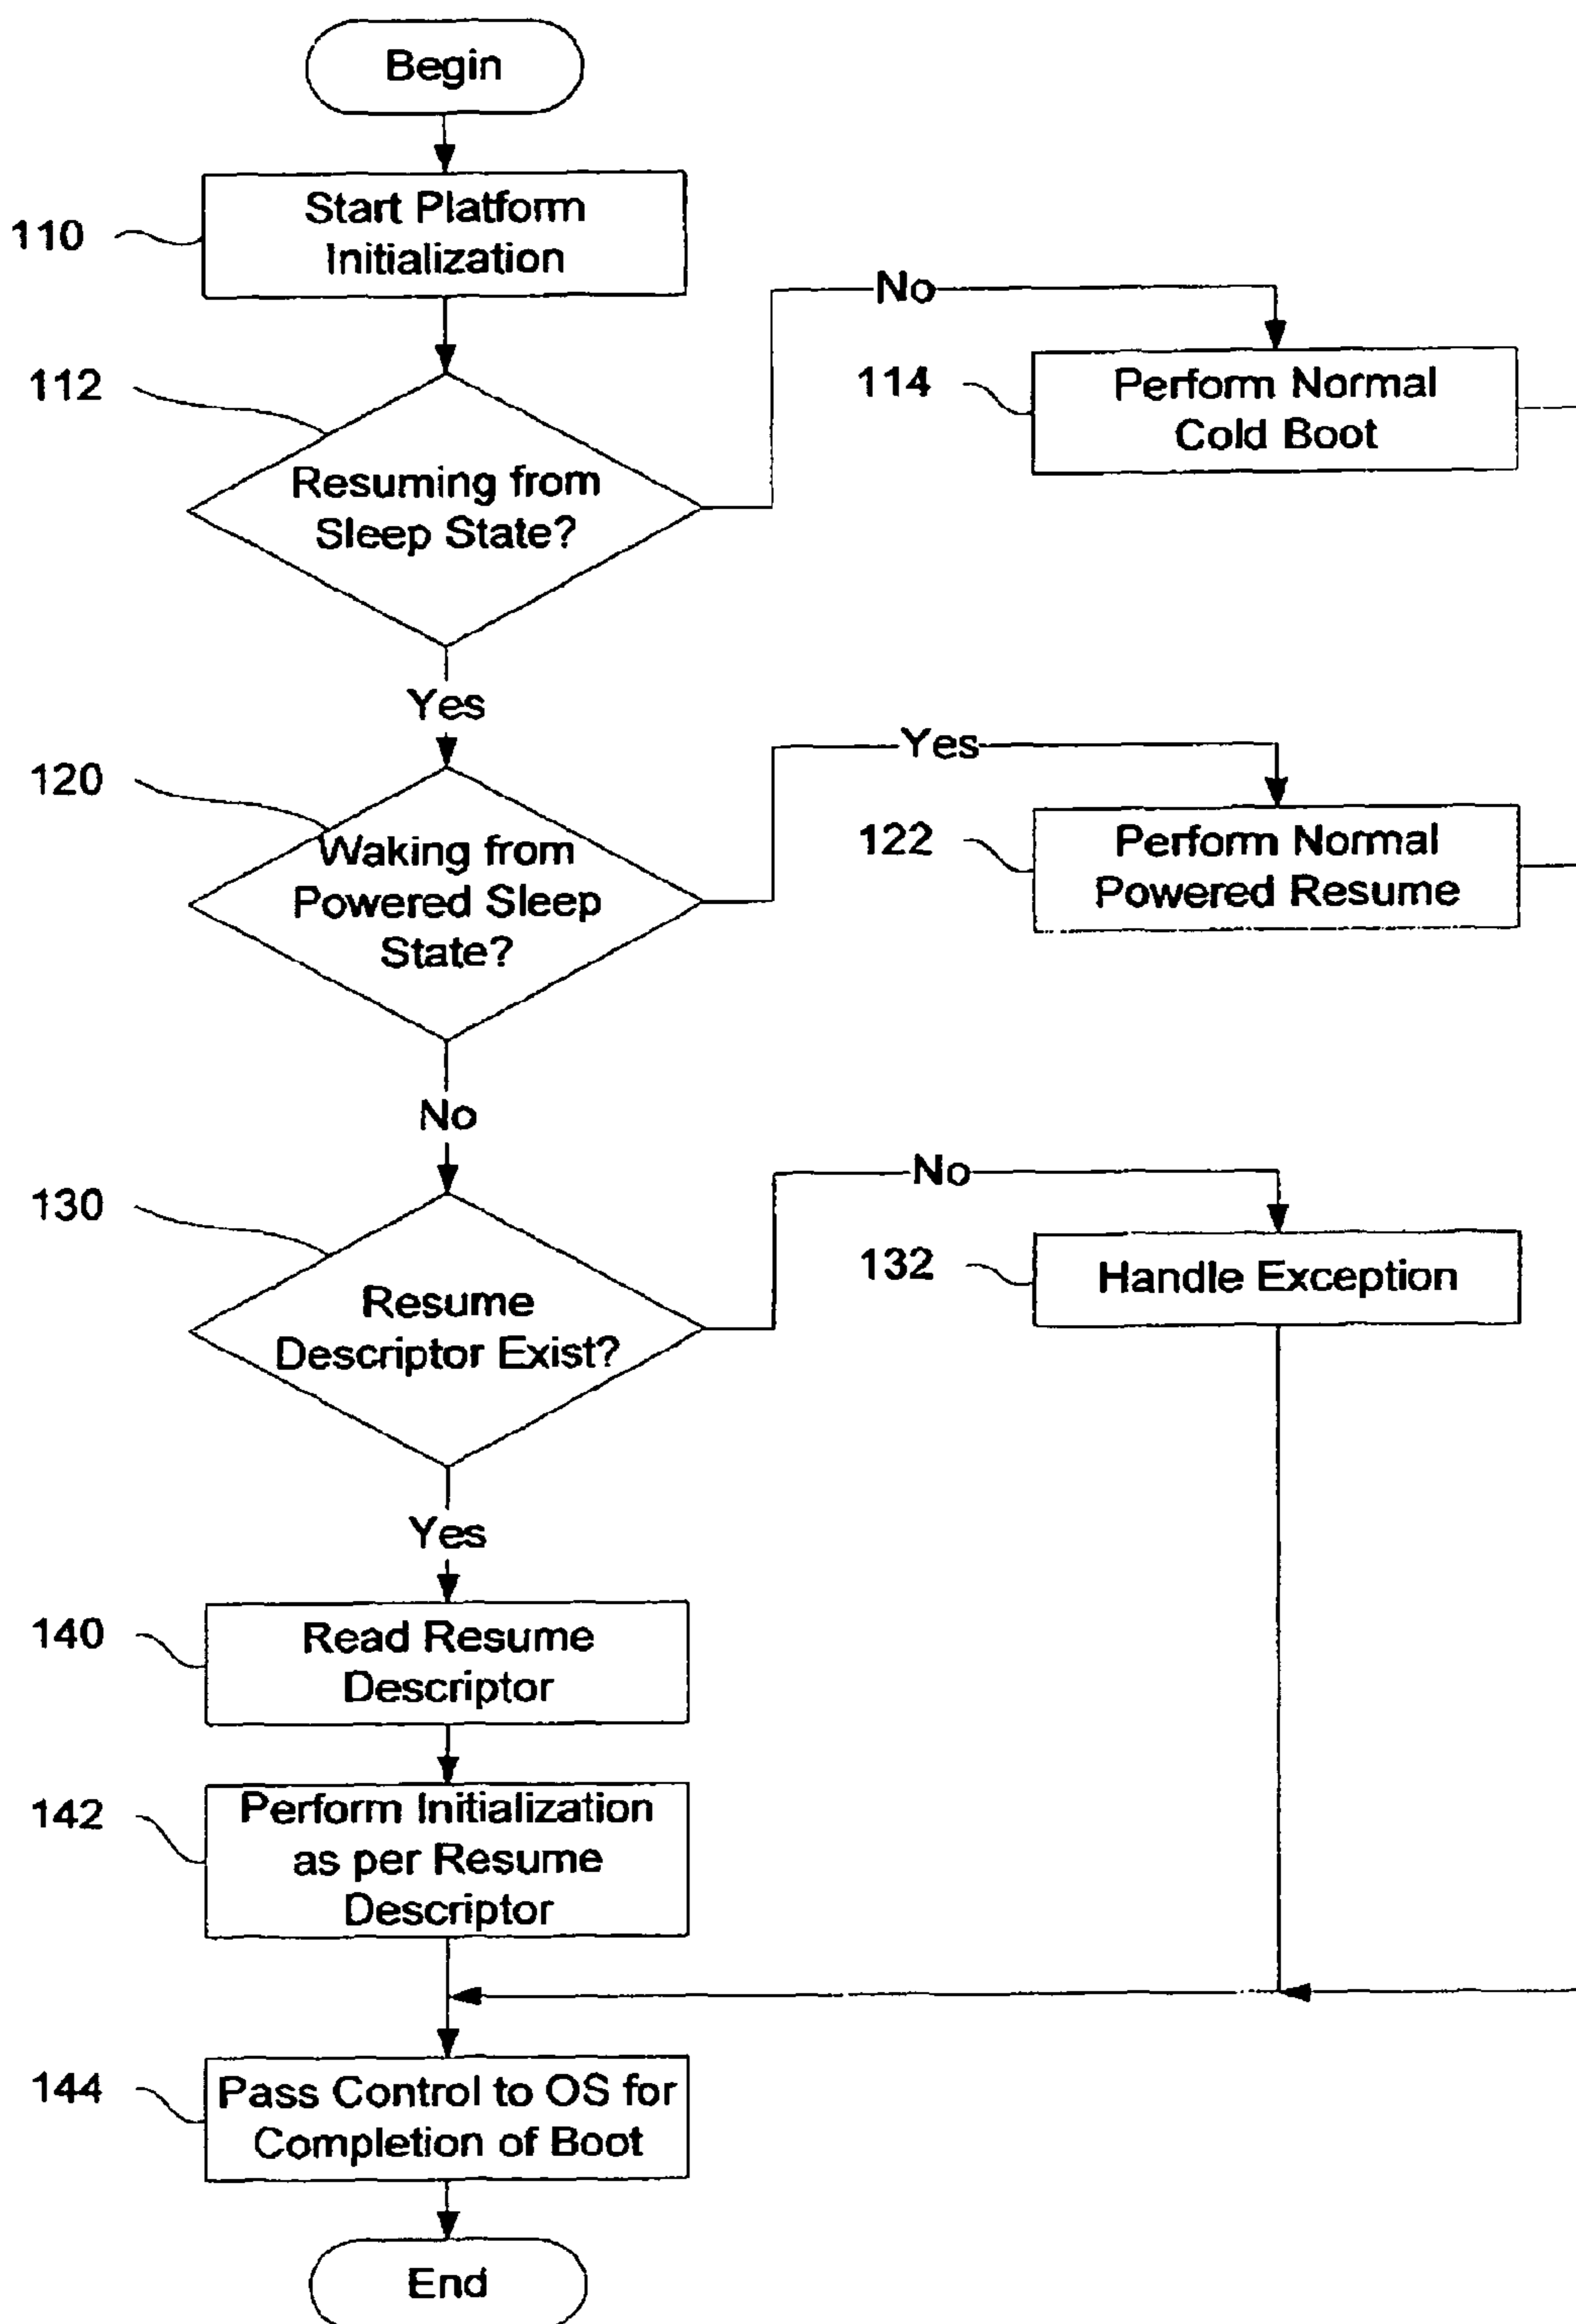 Begin
110
Start Platform
Initialization
No
112
Resuming from
Sleep State?
114
Perform Normal
Cold Boot
Yes
120
Waking from
Powered Sleep
State?
Yes
122
Perform Normal
Powered Resume
No
130
Resume
Descriptor Exist?
No
132
Handle Exception
Yes
140
Read Resume
Descriptor
142
Perform Initialization
as per Resume
Descriptor
144
Pass Control to OS for
Completion of Boot
End